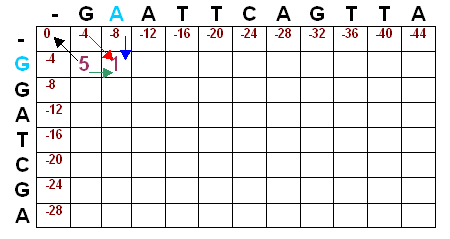 - G A A T T C A G T T A
- 0 -4 -8 -12 -16 -20 -24 -28 -32 -36 -40 -44
G -4 5 1
G -8
A -12
T -16
C -20
G -24
A -28